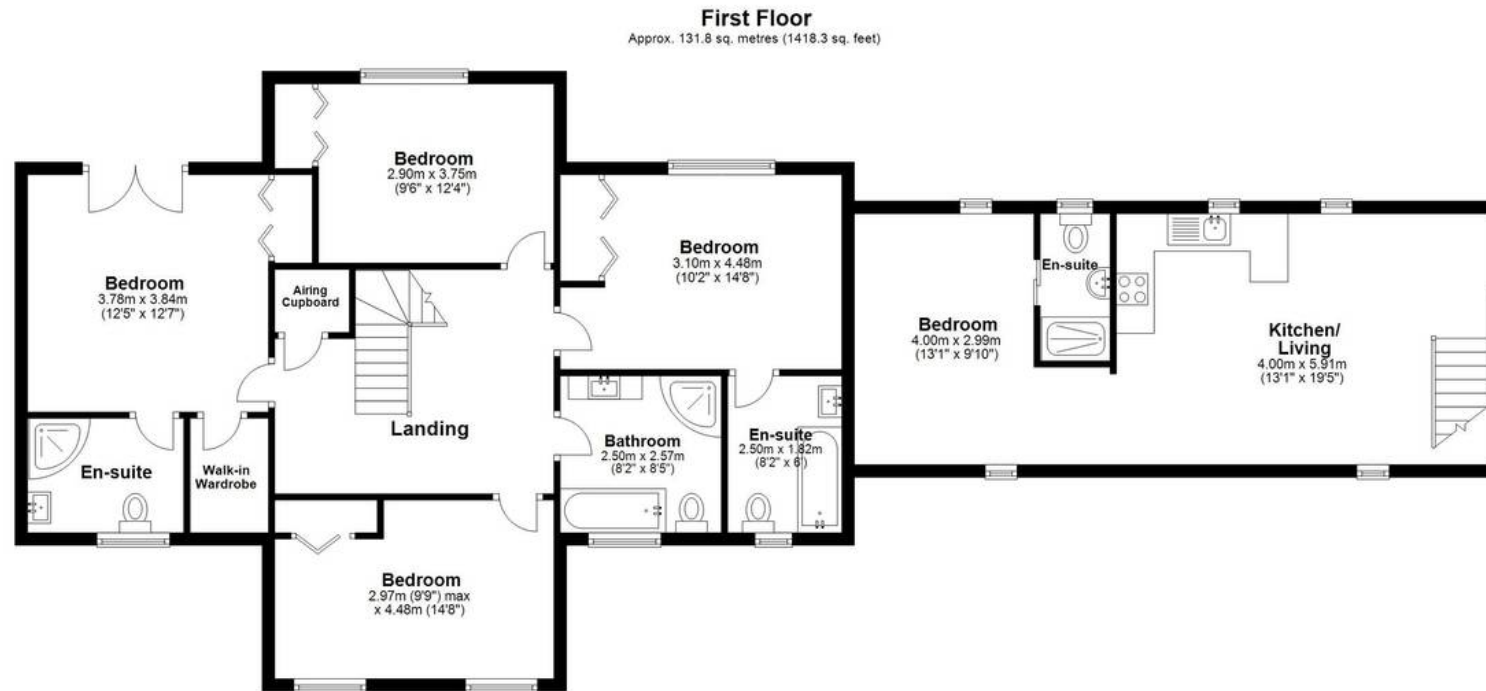 First Floor
Approx. 131.8 sq. metres (1418.3 sq. feet)
Bedroom
2.90m x 3.75m
(9'6" x 12'4")
Bedroom
3.78m x 3.84m
(12'5" x 12'7")
Airing
Cupboard
Bedroom
3.10m x 4.48m
(10'2" x 14'8")
En-suite
Bedroom
4.00m x 2.99m
(13'1" x 9'10")
Kitchen/
Living
4.00m x 5.91m
(13'1" x 19'5")
Landing
En-suite
Walk-in
Wardrobe
Bathroom
2.50m x 2.57m
(8'2" x 8'5")
En-suite
2.50m x 1.82m
(8'2" x 6')
Bedroom
2.97m (9'9") max
x 4.48m (14'8")